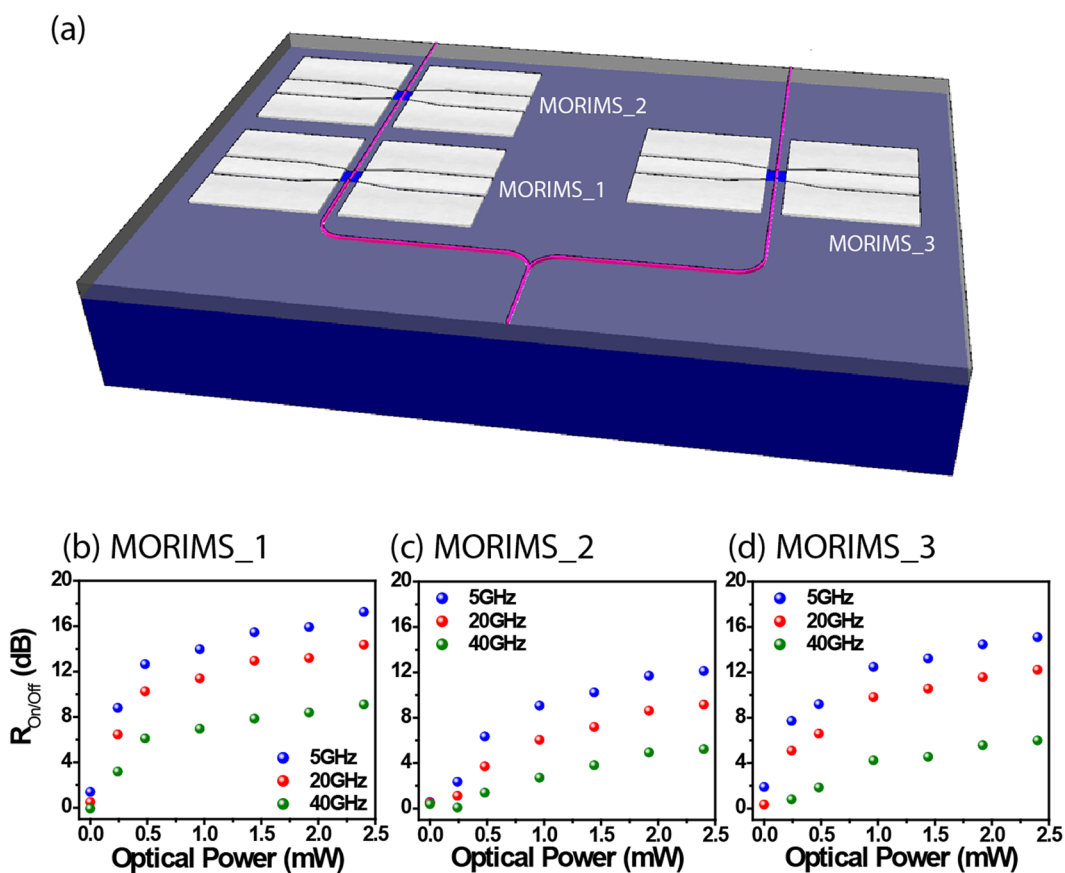 (a)
MORIMS_2
MORIMS_1
MORIMS_3
(b) MORIMS_1
(c) MORIMS_2
(d) MORIMS_3
R On/Off (dB)
20
16
12
8
4
0
5GHz
20GHz
40GHz
0.0 0.5 1.0 1.5 2.0 2.5
Optical Power (mW)
20
16
12
8
4
0
5GHz
20GHz
40GHz
0.0 0.5 1.0 1.5 2.0 2.5
Optical Power (mW)
20
16
12
8
4
0
5GHz
20GHz
40GHz
0.0 0.5 1.0 1.5 2.0 2.5
Optical Power (mW)